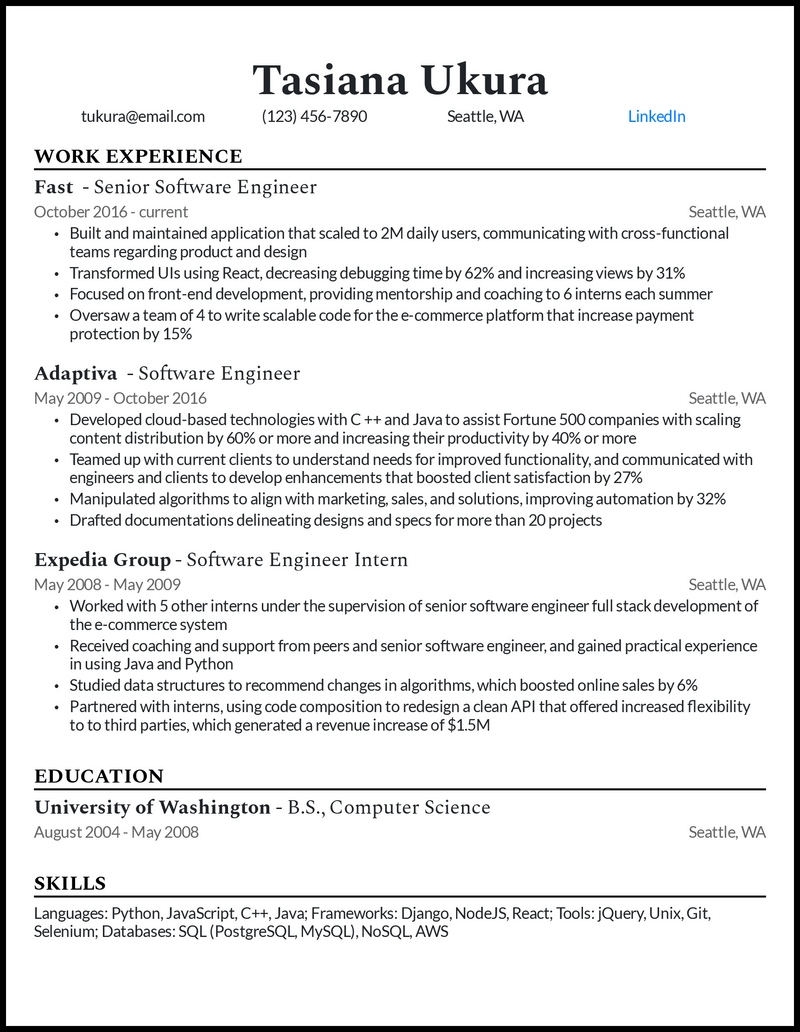 Tasiana Ukura
tukura@email.com (123) 456-7890 Seattle, WA LinkedIn
WORK EXPERIENCE
Fast - Senior Software Engineer
October 2016 - current Seattle, WA
• Built and maintained application that scaled to 2M daily users, communicating with cross-functional
teams regarding product and design
• Transformed UIs using React, decreasing debugging time by 62% and increasing views by 31%
• Focused on front-end development, providing mentorship and coaching to 6 interns each summer
• Oversaw a team of 4 to write scalable code for the e-commerce platform that increase payment
protection by 15%
Adaptiva - Software Engineer
May 2009 - October 2016 Seattle, WA
• Developed cloud-based technologies with C ++ and Java to assist Fortune 500 companies with scaling
content distribution by 60% or more and increasing their productivity by 40% or more
• Teamed up with current clients to understand needs for improved functionality, and communicated with
engineers and clients to develop enhancements that boosted client satisfaction by 27%
• Manipulated algorithms to align with marketing, sales, and solutions, improving automation by 32%
• Drafted documentations delineating designs and specs for more than 20 projects
Expedia Group - Software Engineer Intern
May 2008 - May 2009 Seattle, WA
• Worked with 5 other interns under the supervision of senior software engineer full stack development of
the e-commerce system
• Received coaching and support from peers and senior software engineer, and gained practical experience
in using Java and Python
• Studied data structures to recommend changes in algorithms, which boosted online sales by 6%
• Partnered with interns, using code composition to redesign a clean API that offered increased flexibility
to to third parties, which generated a revenue increase of $1.5M
EDUCATION
University of Washington - B.S., Computer Science
August 2004 - May 2008 Seattle, WA
SKILLS
Languages: Python, JavaScript, C++, Java; Frameworks: Django, NodeJS, React; Tools: jQuery, Unix, Git,
Selenium; Databases: SQL (PostgreSQL, MySQL), NoSQL, AWS